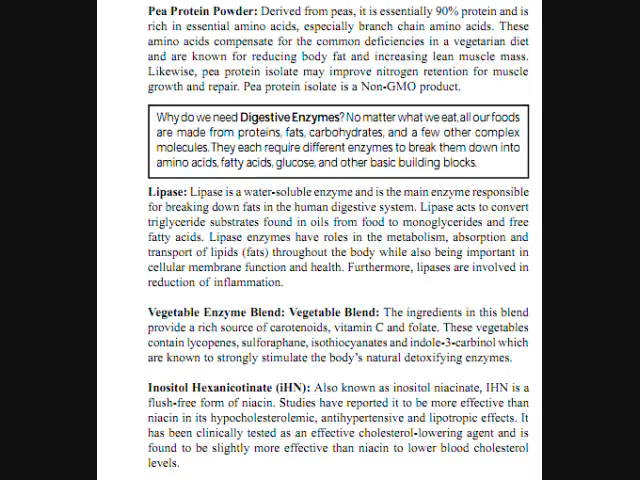 Pea Protein Powder: Derived from peas, it is essentially 90% protein and is
rich in essential amino acids, especially branch chain amino acids. These
amino acids compensate for the common deficiencies in a vegetarian diet
and are known for reducing body fat and increasing lean muscle mass.
Likewise, pea protein isolate may improve nitrogen retention for muscle
growth and repair. Pea protein isolate is a Non-GMO product.
Why do we need Digestive Enzymes? No matter what we eat, all our foods
are made from proteins, fats, carbohydrates, and a few other complex
molecules. They each require different enzymes to break them down into
amino acids, fatty acids, glucose, and other basic building blocks.
Lipase: Lipase is a water-soluble enzyme and is the main enzyme responsible
for breaking down fats in the human digestive system. Lipase acts to convert
triglyceride substrates found in oils from food to monoglycerides and free
fatty acids. Lipase enzymes have roles in the metabolism, absorption and
transport of lipids (fats) throughout the body while also being important in
cellular membrane function and health. Furthermore, lipases are involved in
reduction of inflammation.
Vegetable Enzyme Blend: Vegetable Blend: The ingredients in this blend
provide a rich source of carotenoids, vitamin C and folate. These vegetables
contain lycopenes, sulforaphane, isothiocyanates and indole-3-carbinol which
are known to strongly stimulate the body's natural detoxifying enzymes.
Inositol Hexanicotinate (iHN): Also known as inositol niacinate, IHN is a
flush-free form of niacin. Studies have reported it to be more effective than
niacin in its hypocholesterolemic, antihypertensive and lipotropic effects. It
has been clinically tested as an effective cholesterol-lowering agent and is
found to be slightly more effective than niacin to lower blood cholesterol
levels.